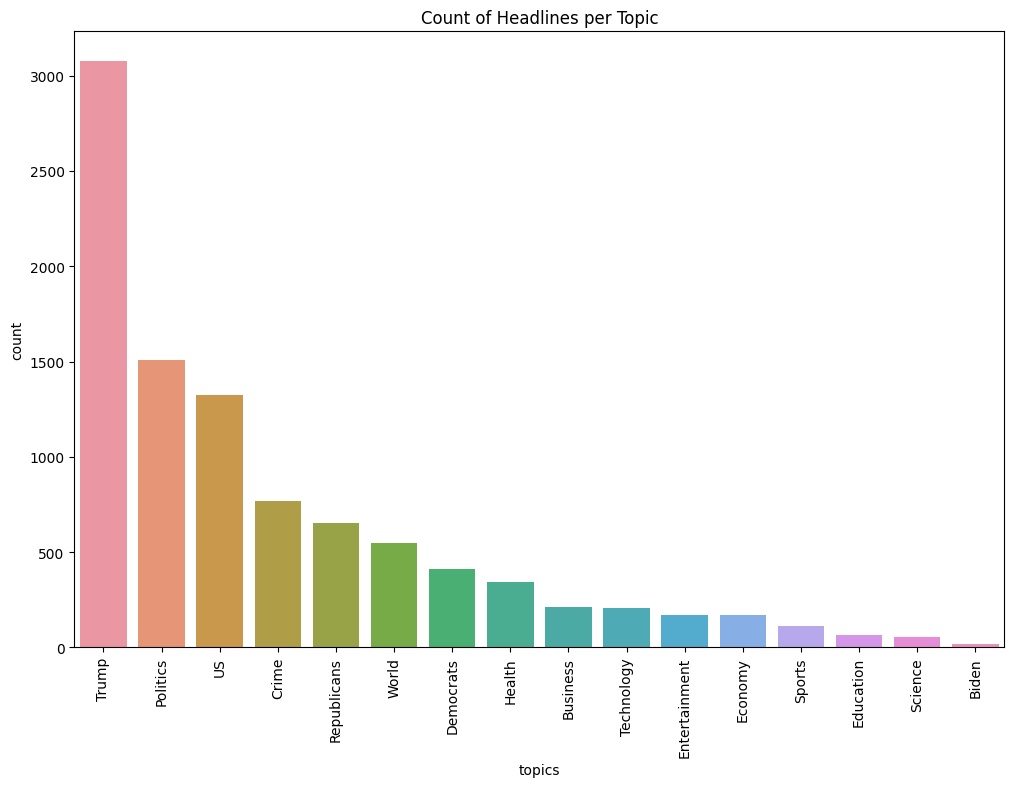 Count of Headlines per Topic
3000
2500
2000
1500
1000
500
0
count
Trump
Politics
US
Crime
Republicans
World
Democrats
Health
Business
Technology
Entertainment
Economy
Sports
Education
Science
Biden
topics